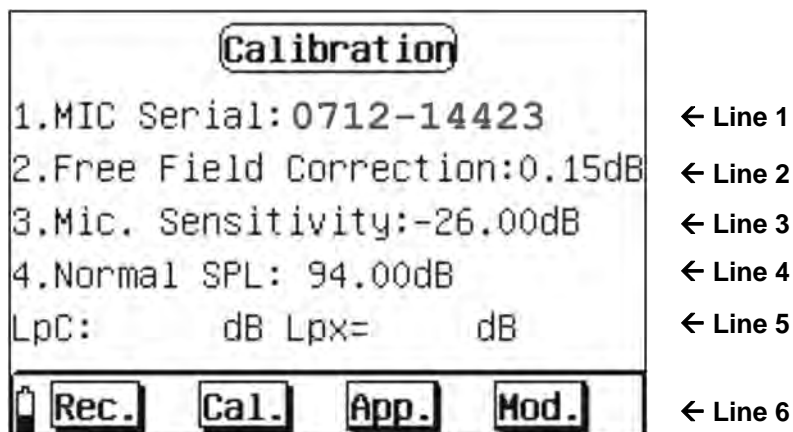 Calibration
1.MIC Serial:0712-14423 ← Line 1
2.Free Field Correction:0.15dB ← Line 2
3.Mic. Sensitivity:-26.00dB ← Line 3
4.Normal SPL: 94.00dB ← Line 4
LpC: dB Lpx= dB ← Line 5
Rec. Cal. App. Mod. ← Line 6